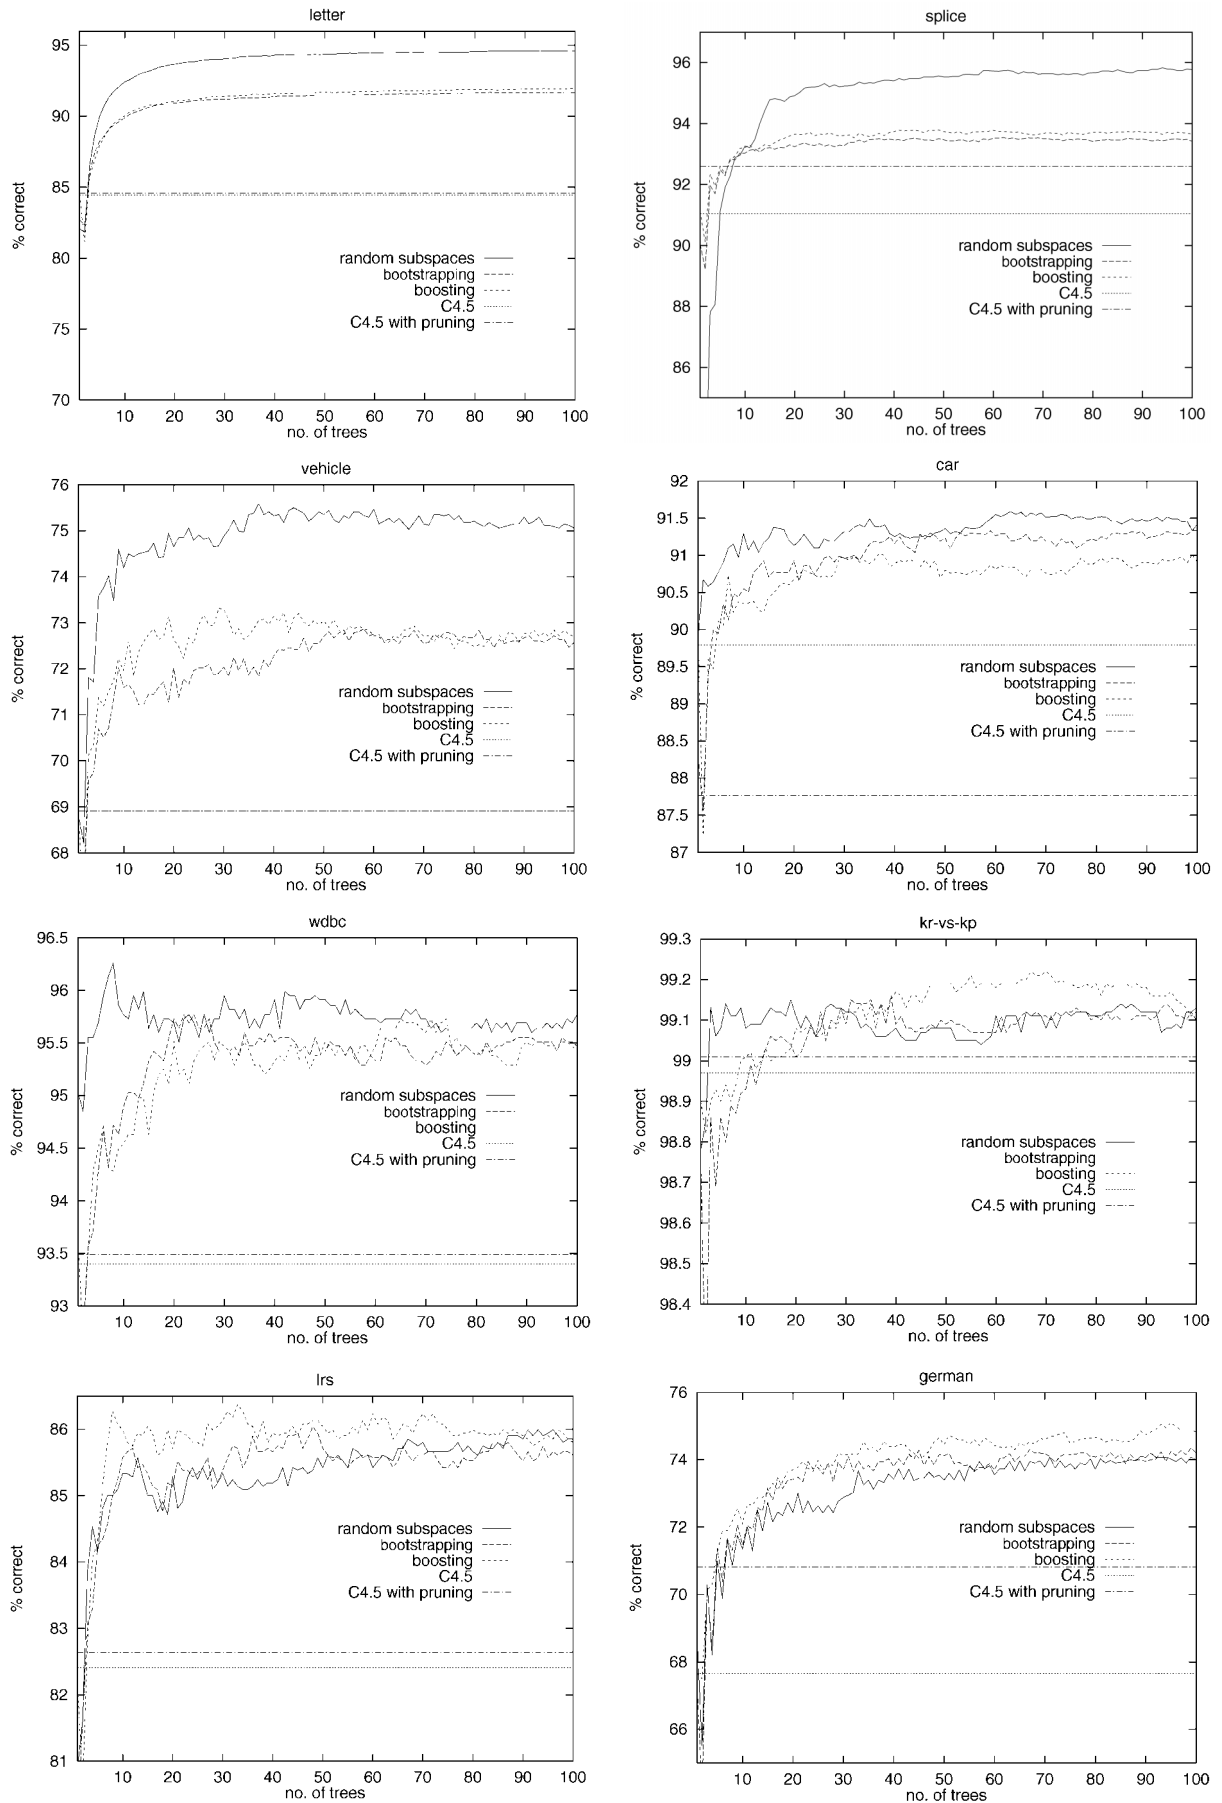 letter
95
90
85
80
75
70
% correct
random subspaces
bootstrapping
boosting
C4.5
C4.5 with pruning
10 20 30 40 50 60 70 80 90 100
no. of trees
splice
96
94
92
90
88
86
% correct
random subspaces
bootstrapping
boosting
C4.5
C4.5 with pruning
10 20 30 40 50 60 70 80 90 100
no. of trees
vehicle
76
75
74
73
72
71
70
69
68
% correct
random subspaces
bootstrapping
boosting
C4.5
C4.5 with pruning
10 20 30 40 50 60 70 80 90 100
no. of trees
car
92
91.5
91
90.5
90
89.5
89
88.5
88
87.5
87
% correct
random subspaces
bootstrapping
boosting
C4.5
C4.5 with pruning
10 20 30 40 50 60 70 80 90 100
no. of trees
wdbc
96.5
96
95.5
95
94.5
94
93.5
93
% correct
random subspaces
bootstrapping
boosting
C4.5
C4.5 with pruning
10 20 30 40 50 60 70 80 90 100
no. of trees
kr-vs-kp
99.3
99.2
99.1
99
98.9
98.8
98.7
98.6
98.5
98.4
% correct
random subspaces
bootstrapping
boosting
C4.5
C4.5 with pruning
10 20 30 40 50 60 70 80 90 100
no. of trees
lrs
86
85
84
83
82
81
% correct
random subspaces
bootstrapping
boosting
C4.5
C4.5 with pruning
10 20 30 40 50 60 70 80 90 100
no. of trees
german
76
74
72
70
68
66
% correct
random subspaces
bootstrapping
boosting
C4.5
C4.5 with pruning
10 20 30 40 50 60 70 80 90 100
no. of trees